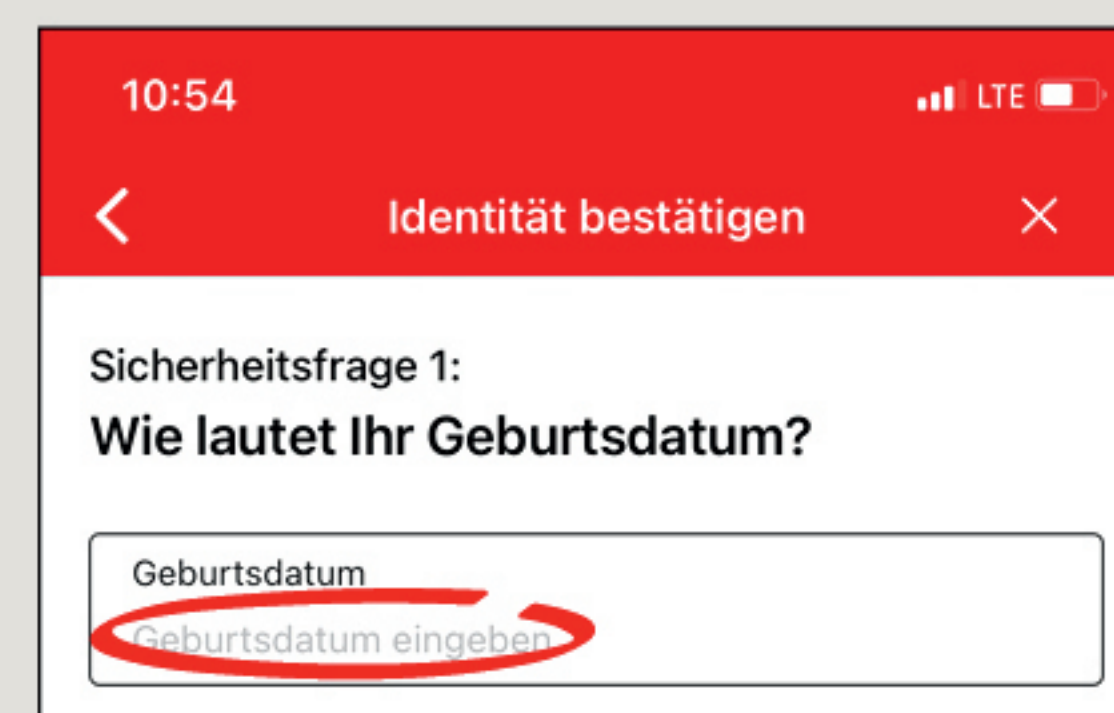 10:54 LTE
Identität bestätigen
Sicherheitsfrage 1:
Wie lautet Ihr Geburtsdatum?
Geburtsdatum
Geburtsdatum eingeben